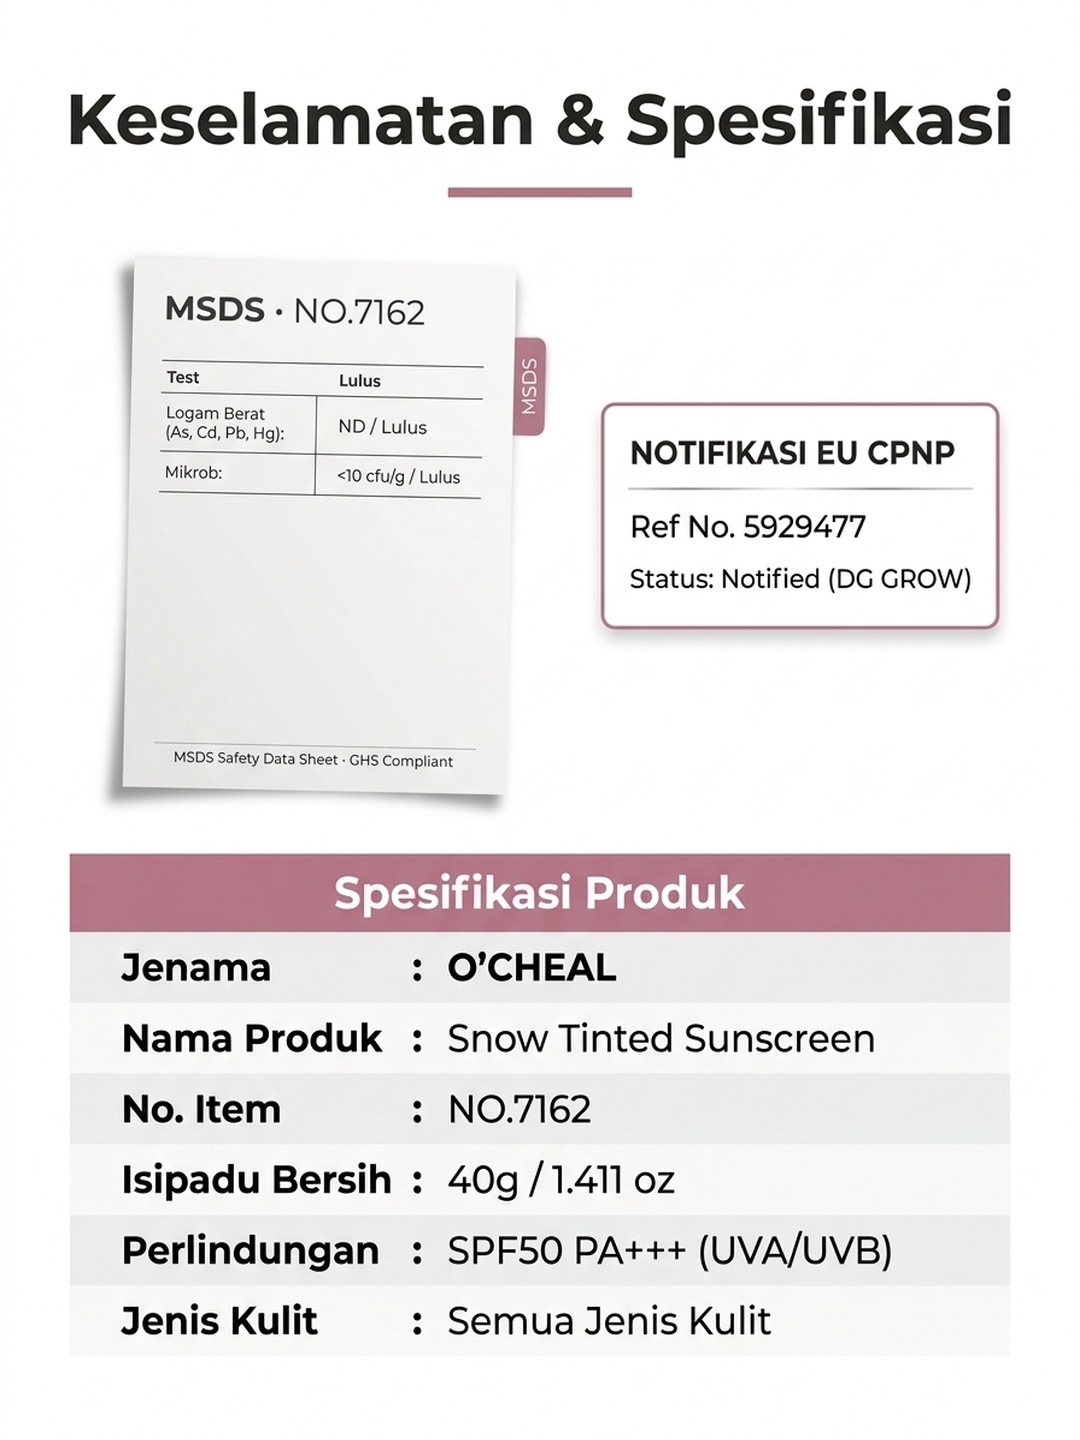 Keselamatan & Spesifikasi
MSDS · NO.7162
Test Lulus
Logam Berat
(As, Cd, Pb, Hg): ND / Lulus
Mikrob: <10 cfu/g / Lulus
MSDS Safety Data Sheet · GHS Compliant
MSDS
NOTIFIKASI EU CPNP
Ref No. 5929477
Status: Notified (DG GROW)
Spesifikasi Produk
Jenama : O’CHEAL
Nama Produk : Snow Tinted Sunscreen
No. Item : NO.7162
Isipadu Bersih : 40g / 1.411 oz
Perlindungan : SPF50 PA+++ (UVA/UVB)
Jenis Kulit : Semua Jenis Kulit